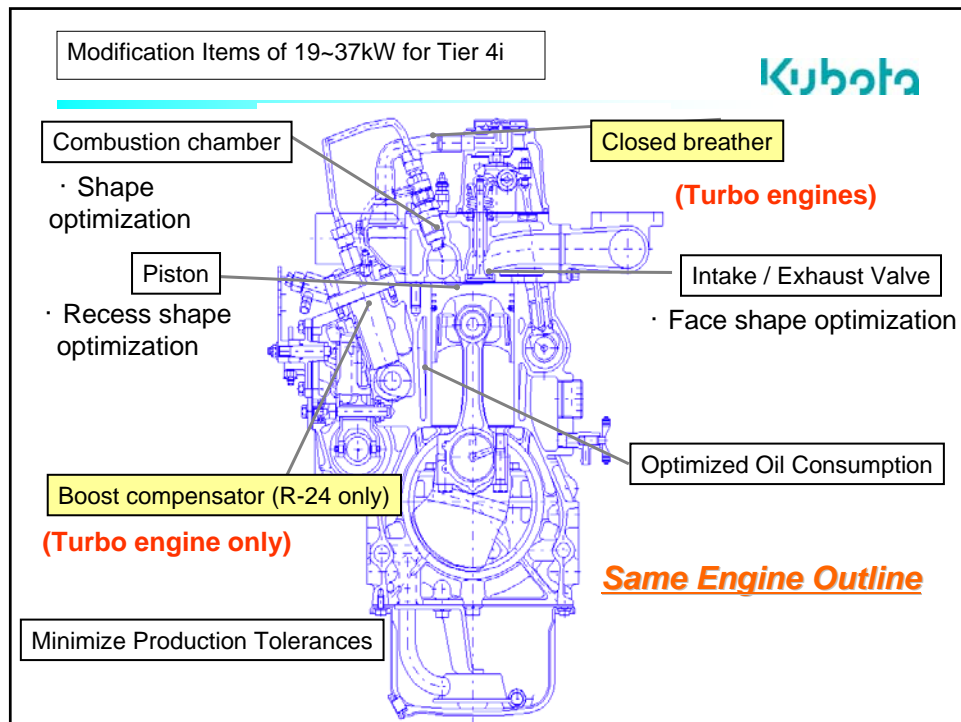 Modification Items of 19~37kW for Tier 4i
Kubota
Combustion chamber
· Shape
optimization
Closed breather
(Turbo engines)
Piston
· Recess shape
optimization
Intake / Exhaust Valve
· Face shape optimization
Optimized Oil Consumption
Boost compensator (R-24 only)
(Turbo engine only)
Same Engine Outline
Minimize Production Tolerances